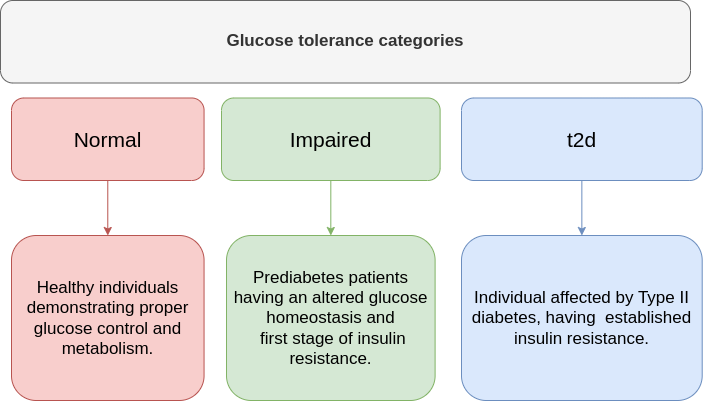 Glucose tolerance categories
Normal
Impaired
t2d
Healthy individuals
demonstrating proper
glucose control and
metabolism.
Prediabetes patients
having an altered glucose
homeostasis and
first stage of insulin
resistance.
Individual affected by Type II
diabetes, having  established
insulin resistance.